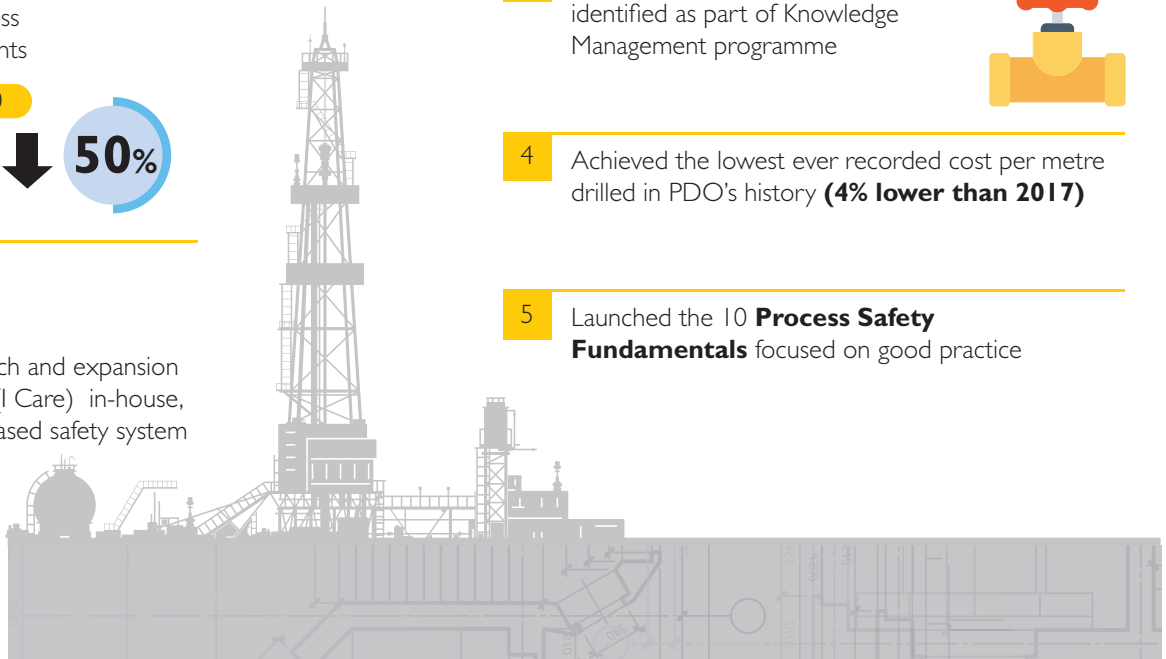 ss
nts
50%
ch and expansion
(I Care) in-house,
ased safety system
identified as part of Knowledge
Management programme
4
Achieved the lowest ever recorded cost per metre
drilled in PDO’s history (4% lower than 2017)
5
Launched the 10 Process Safety
Fundamentals focused on good practice